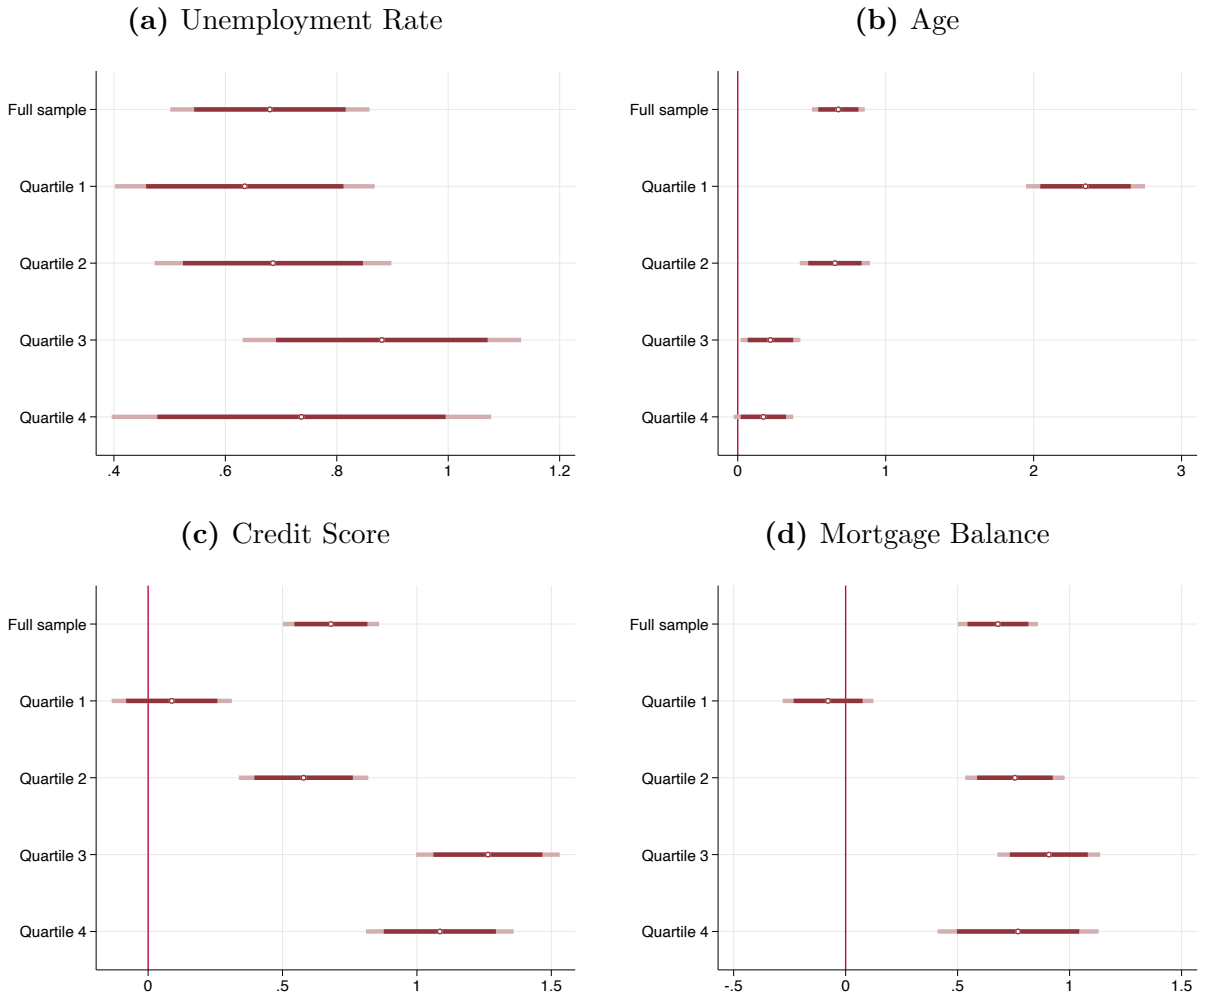 (a) Unemployment Rate
Full sample
Quartile 1
Quartile 2
Quartile 3
Quartile 4
.4 .6 .8 1 1.2
(b) Age
Full sample
Quartile 1
Quartile 2
Quartile 3
Quartile 4
0 1 2 3
(c) Credit Score
Full sample
Quartile 1
Quartile 2
Quartile 3
Quartile 4
0 .5 1 1.5
(d) Mortgage Balance
Full sample
Quartile 1
Quartile 2
Quartile 3
Quartile 4
-.5 0 .5 1 1.5